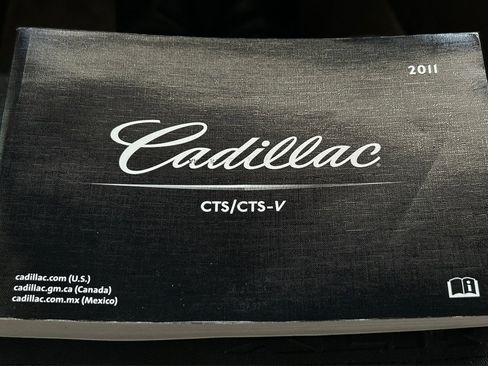 2011
Cadillac
CTS/CTS-V
cadillac.com (U.S.)
cadillac.gm.ca (Canada)
cadillac.com.mx (Mexico)
i